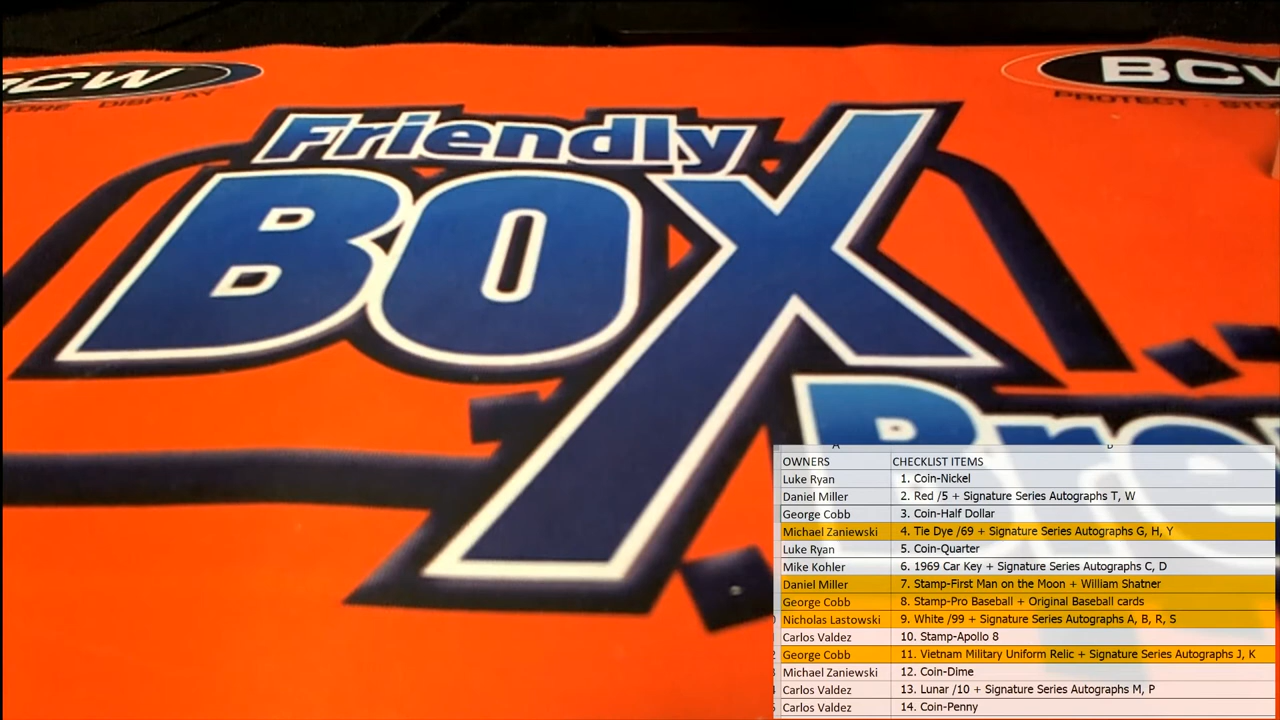 BCW
STORE DISPLAY
BCW
PROTECT · STO
Friendly
BOX
Bre
OWNERS CHECKLIST ITEMS
Luke Ryan 1. Coin-Nickel
Daniel Miller 2. Red /5 + Signature Series Autographs T, W
George Cobb 3. Coin-Half Dollar
Michael Zaniewski 4. Tie Dye /69 + Signature Series Autographs G, H, Y
Luke Ryan 5. Coin-Quarter
Mike Kohler 6. 1969 Car Key + Signature Series Autographs C, D
Daniel Miller 7. Stamp-First Man on the Moon + William Shatner
George Cobb 8. Stamp-Pro Baseball + Original Baseball cards
Nicholas Lastowski 9. White /99 + Signature Series Autographs A, B, R, S
Carlos Valdez 10. Stamp-Apollo 8
George Cobb 11. Vietnam Military Uniform Relic + Signature Series Autographs J, K
Michael Zaniewski 12. Coin-Dime
Carlos Valdez 13. Lunar /10 + Signature Series Autographs M, P
Carlos Valdez 14. Coin-Penny